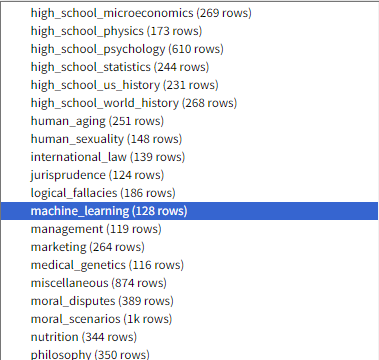 high_school_microeconomics (269 rows)
high_school_physics (173 rows)
high_school_psychology (610 rows)
high_school_statistics (244 rows)
high_school_us_history (231 rows)
high_school_world_history (268 rows)
human_aging (251 rows)
human_sexuality (148 rows)
international_law (139 rows)
jurisprudence (124 rows)
logical_fallacies (186 rows)
machine_learning (128 rows)
management (119 rows)
marketing (264 rows)
medical_genetics (116 rows)
miscellaneous (874 rows)
moral_disputes (389 rows)
moral_scenarios (1k rows)
nutrition (344 rows)
philosophy (350 rows)